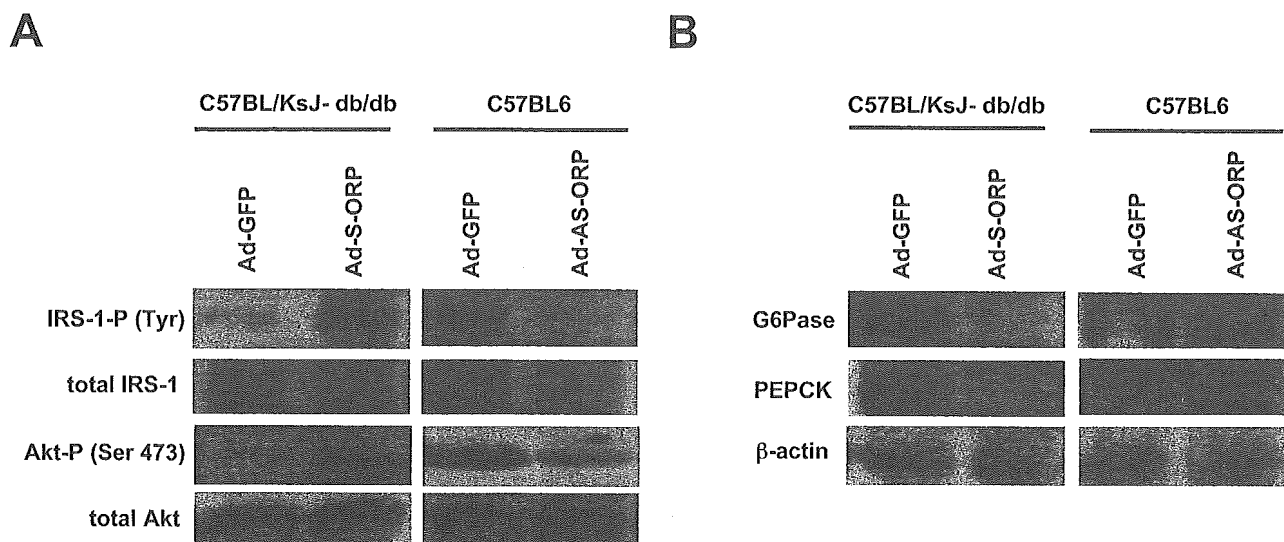 A
C57BL/KsJ- db/db
C57BL6
Ad-GFP
Ad-S-ORP
Ad-GFP
Ad-AS-ORP
IRS-1-P (Tyr)
total IRS-1
Akt-P (Ser 473)
total Akt
B
C57BL/KsJ- db/db
C57BL6
Ad-GFP
Ad-S-ORP
Ad-GFP
Ad-AS-ORP
G6Pase
PEPCK
β-actin